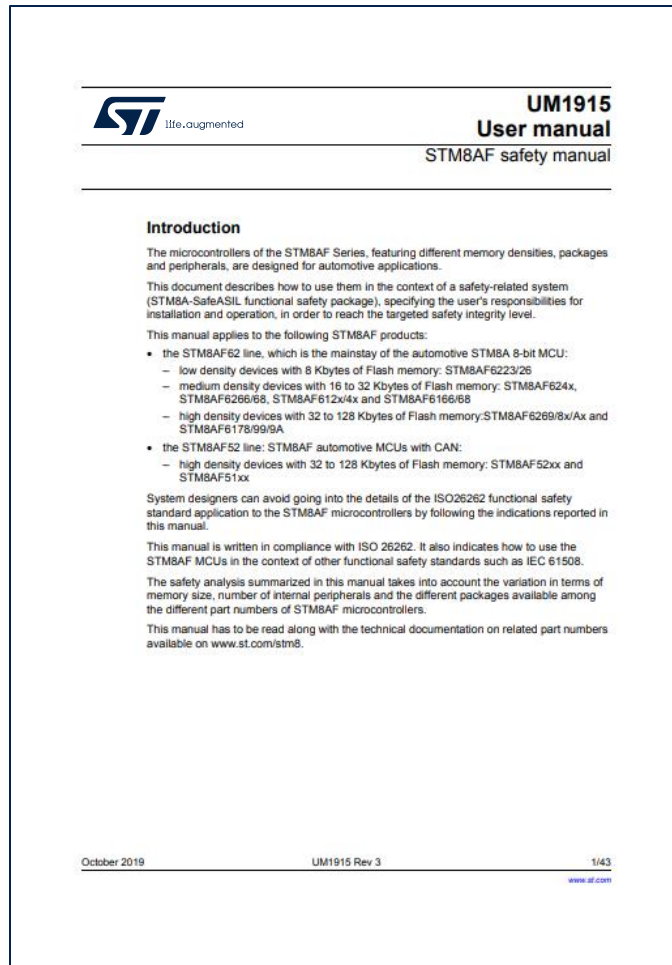 UM1915
User manual
ST life.augmented
STM8AF safety manual
Introduction
The microcontrollers of the STM8AF Series, featuring different memory densities, packages
and peripherals, are designed for automotive applications.
This document describes how to use them in the context of a safety-related system
(STM8A-SafeASIL functional safety package), specifying the user's responsibilities for
installation and operation, in order to reach the targeted safety integrity level.
This manual applies to the following STM8AF products:
• the STM8AF62 line, which is the mainstay of the automotive STM8A 8-bit MCU:
– low density devices with 8 Kbytes of Flash memory: STM8AF6223/26
– medium density devices with 16 to 32 Kbytes of Flash memory: STM8AF624x,
STM8AF6266/68, STM8AF612x/4x and STM8AF6166/68
– high density devices with 32 to 128 Kbytes of Flash memory:STM8AF6269/8x/Ax and
STM8AF6178/99/9A
• the STM8AF52 line: STM8AF automotive MCUs with CAN:
– high density devices with 32 to 128 Kbytes of Flash memory: STM8AF52xx and
STM8AF51xx
System designers can avoid going into the details of the ISO26262 functional safety
standard application to the STM8AF microcontrollers by following the indications reported in
this manual.
This manual is written in compliance with ISO 26262. It also indicates how to use the
STM8AF MCUs in the context of other functional safety standards such as IEC 61508.
The safety analysis summarized in this manual takes into account the variation in terms of
memory size, number of internal peripherals and the different packages available among
the different part numbers of STM8AF microcontrollers.
This manual has to be read along with the technical documentation on related part numbers
available on www.st.com/stm8.
October 2019
UM1915 Rev 3
1/43
www.st.com